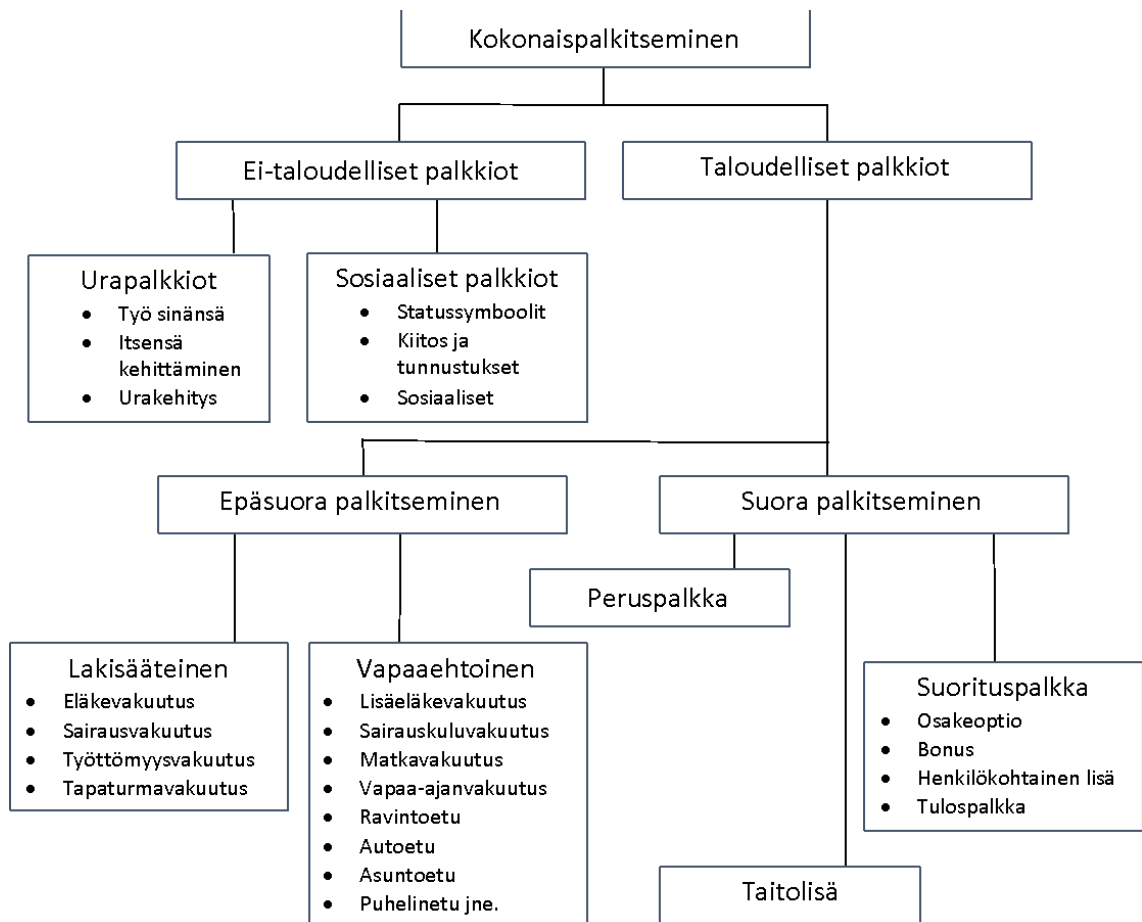 Kokonaispalkitseminen
Ei-taloudelliset palkkiot
Taloudelliset palkkiot
Urapalkkiot
• Työ sinänsä
• Itsensä
kehittäminen
• Urakehitys
Sosiaaliset palkkiot
• Statussymboolit
• Kiitos ja
tunnustukset
• Sosiaaliset
Epäsuora palkitseminen
Suora palkitseminen
Peruspalkka
Lakisääteinen
• Eläkevakuutus
• Sairausvakuutus
• Työttömyysvakuutus
• Tapaturmavakuutus
Vapaaehtoinen
• Lisäeläkevakuutus
• Sairauskuluvakuutus
• Matkavakuutus
• Vapaa-ajanvakuutus
• Ravintoetu
• Autoetu
• Asuntoetu
• Puhelinetu jne.
Suorituspalkka
• Osakeoptio
• Bonus
• Henkilökohtainen lisä
• Tulospalkka
Taitolisä